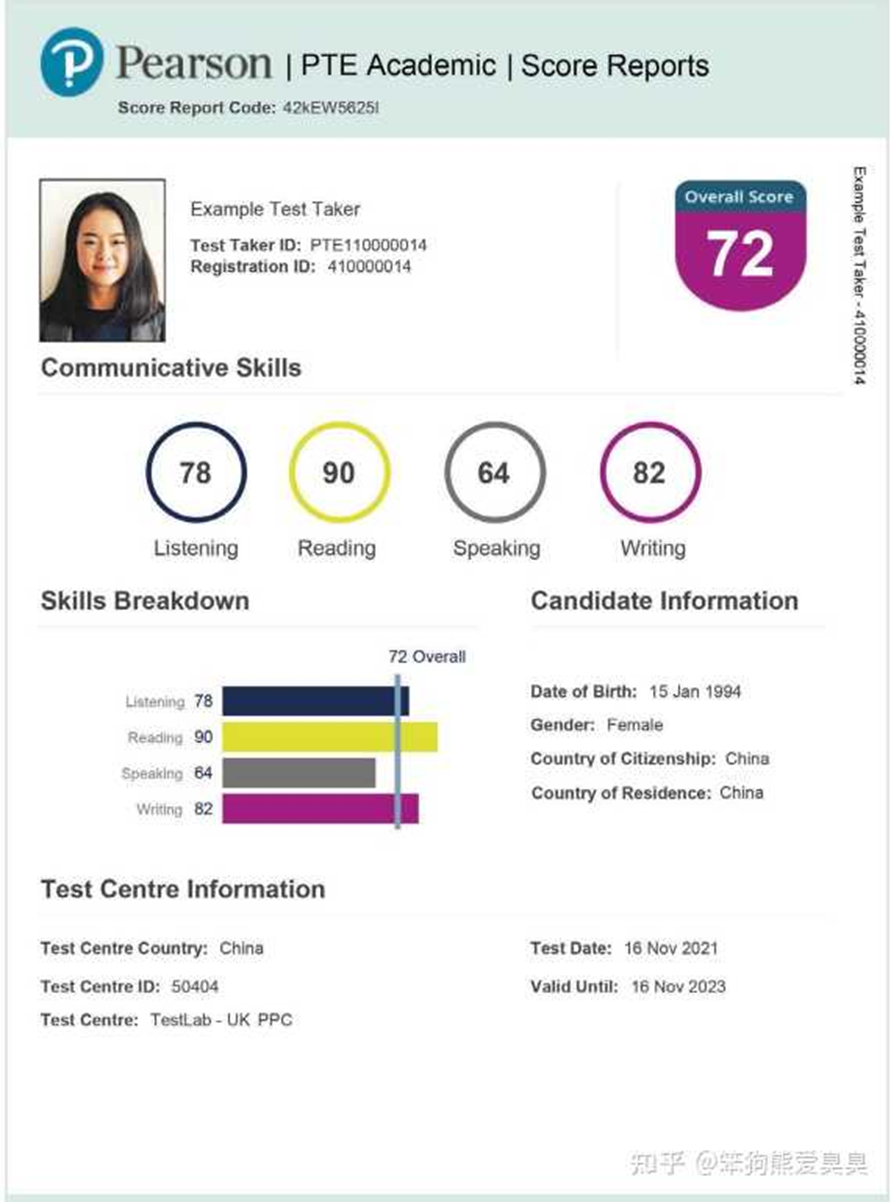 Pearson | PTE Academic | Score Reports
Score Report Code: 42kEW5625I
Example Test Taker
Test Taker ID: PTE110000014
Registration ID: 410000014
Overall Score
72
Example Test Taker - 410000014
Communicative Skills
78 90 64 82
Listening Reading Speaking Writing
Skills Breakdown
72 Overall
Listening 78
Reading 90
Speaking 64
Writing 82
Candidate Information
Date of Birth: 15 Jan 1994
Gender: Female
Country of Citizenship: China
Country of Residence: China
Test Centre Information
Test Centre Country: China
Test Centre ID: 50404
Test Centre: TestLab - UK PPC
Test Date: 16 Nov 2021
Valid Until: 16 Nov 2023
知乎 @笨狗熊爱臭臭